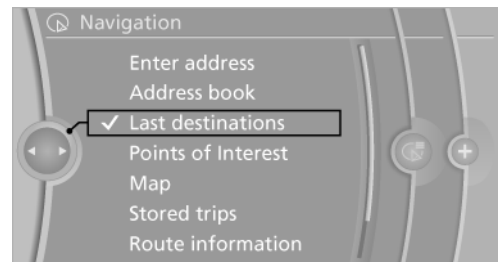 Navigation
Enter address
Address book
Last destinations
Points of Interest
Map
Stored trips
Route information